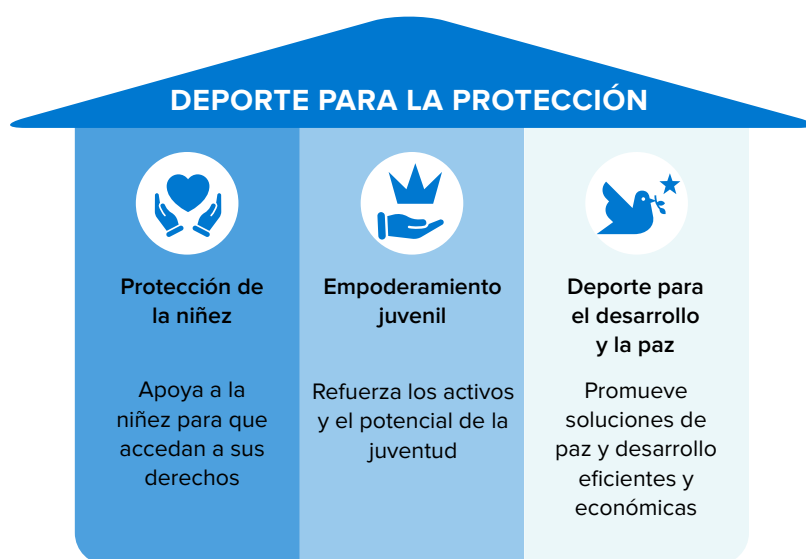 DEPORTE PARA LA PROTECCIÓN
Protección de
la niñez
Apoya a la
niñez para que
accedan a sus
derechos
Empoderamiento
juvenil
Refuerza los activos
y el potencial de la
juventud
Deporte para
el desarrollo
y la paz
Promueve
soluciones de
paz y desarrollo
eficientes y
económicas